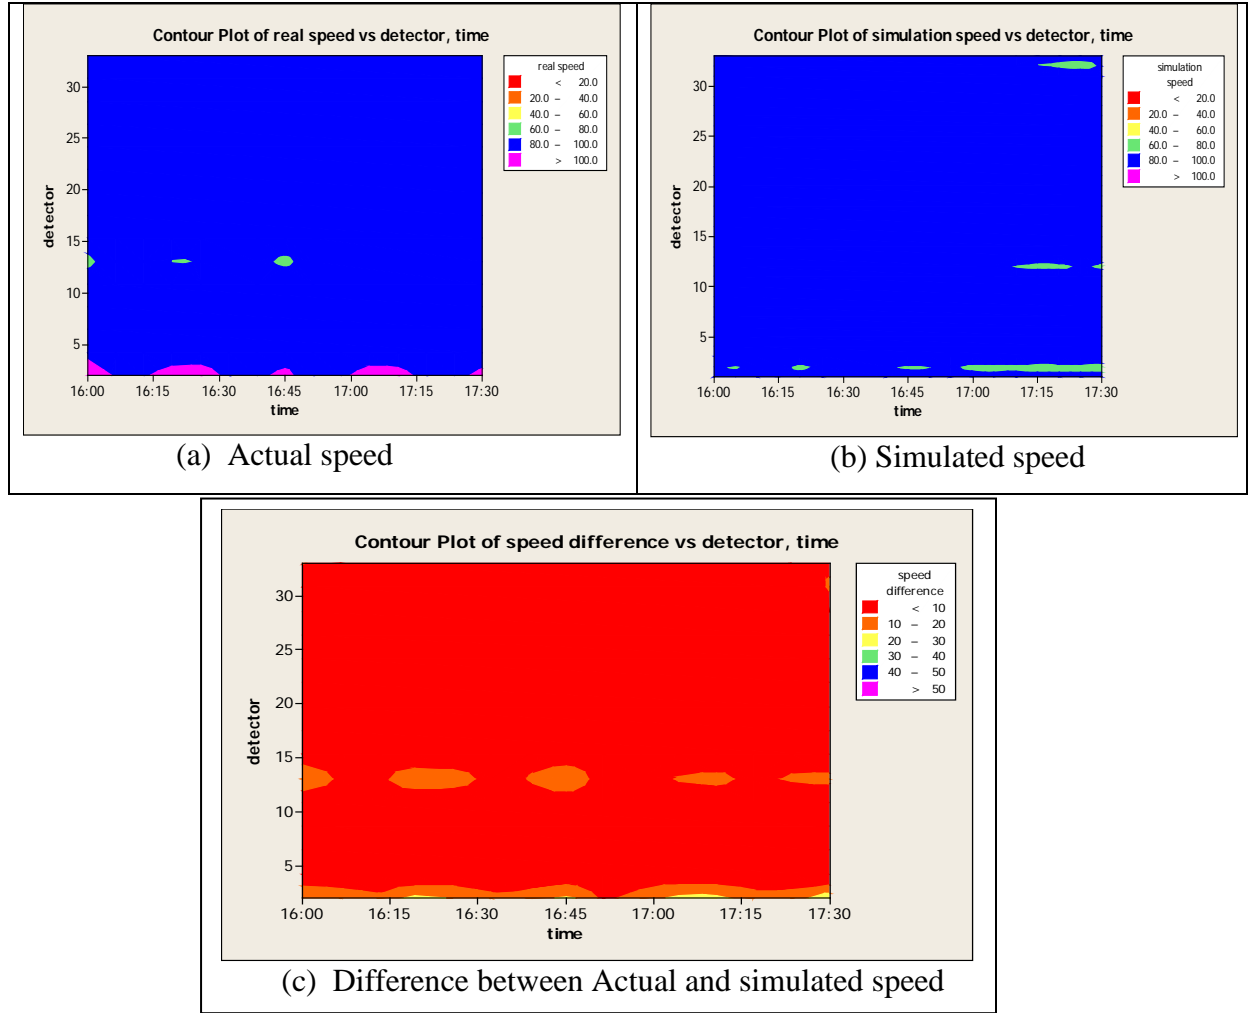 Contour Plot of real speed vs detector, time
real speed
< 20.0
20.0 – 40.0
40.0 – 60.0
60.0 – 80.0
80.0 – 100.0
> 100.0
30
25
20
15
10
5
detector
16:00 16:15 16:30 16:45 17:00 17:15 17:30
time
(a) Actual speed
Contour Plot of simulation speed vs detector, time
simulation
speed
< 20.0
20.0 – 40.0
40.0 – 60.0
60.0 – 80.0
80.0 – 100.0
> 100.0
30
25
20
15
10
5
detector
16:00 16:15 16:30 16:45 17:00 17:15 17:30
time
(b) Simulated speed
Contour Plot of speed difference vs detector, time
speed
difference
< 10
10 – 20
20 – 30
30 – 40
40 – 50
> 50
30
25
20
15
10
5
detector
16:00 16:15 16:30 16:45 17:00 17:15 17:30
time
(c) Difference between Actual and simulated speed